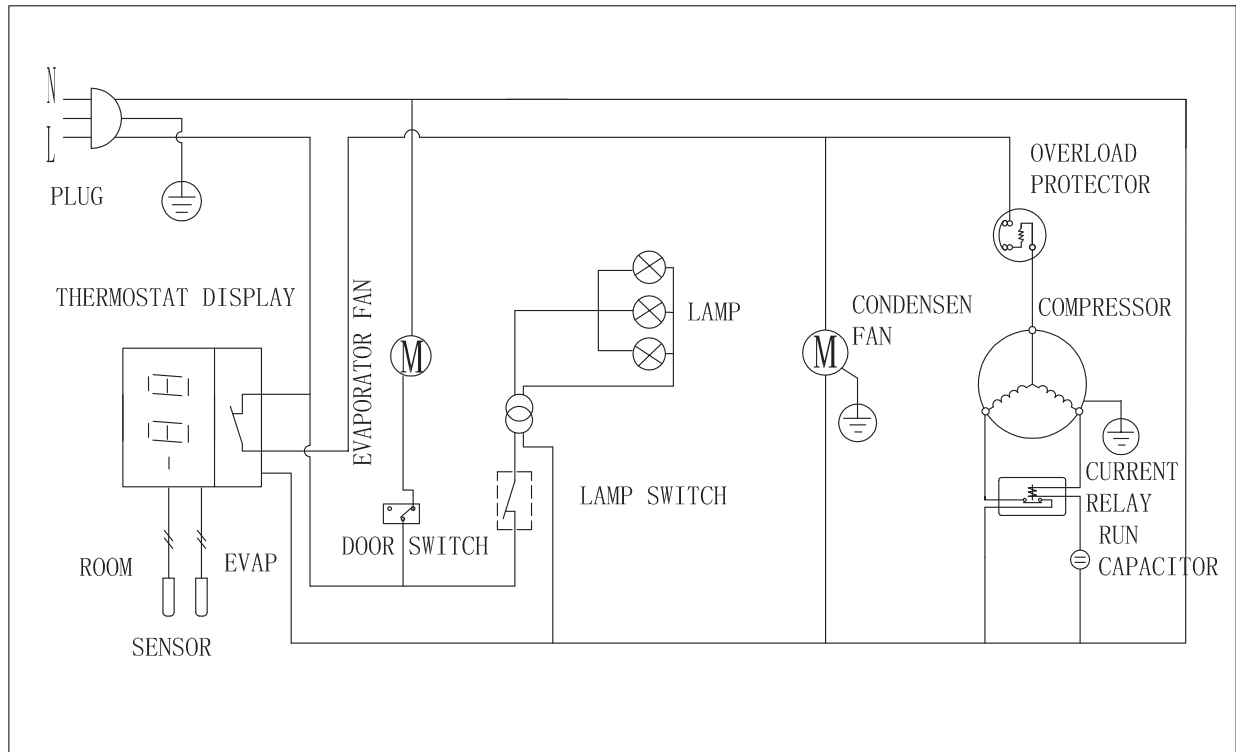 N
L
PLUG
OVERLOAD
PROTECTOR
THERMOSTAT DISPLAY
EVAPORATOR FAN
M
LAMP
CONDENSEN
FAN
M
COMPRESSOR
LAMP SWITCH
DOOR SWITCH
CURRENT
RELAY
RUN
CAPACITOR
ROOM
EVAP
SENSOR